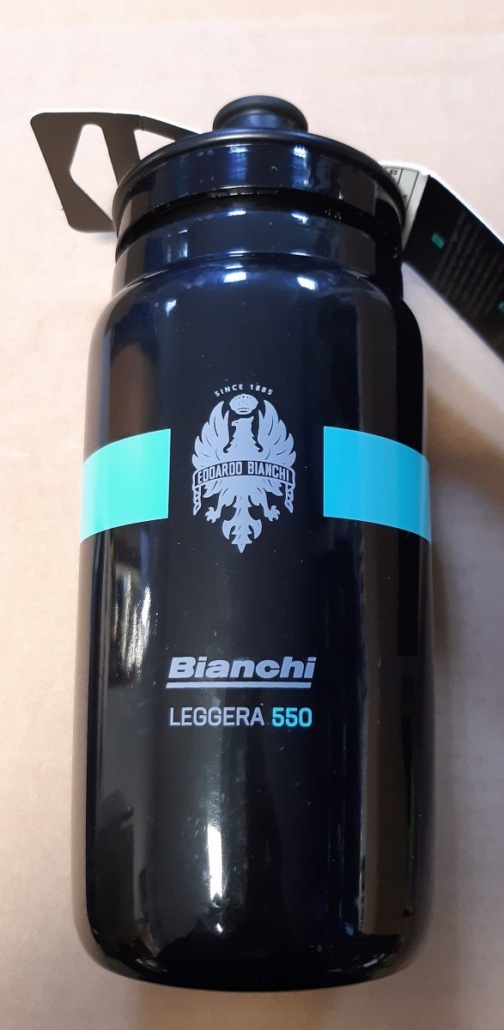 SINCE 1885
EDOARDO BIANCHI
Bianchi
LEGGERA 550